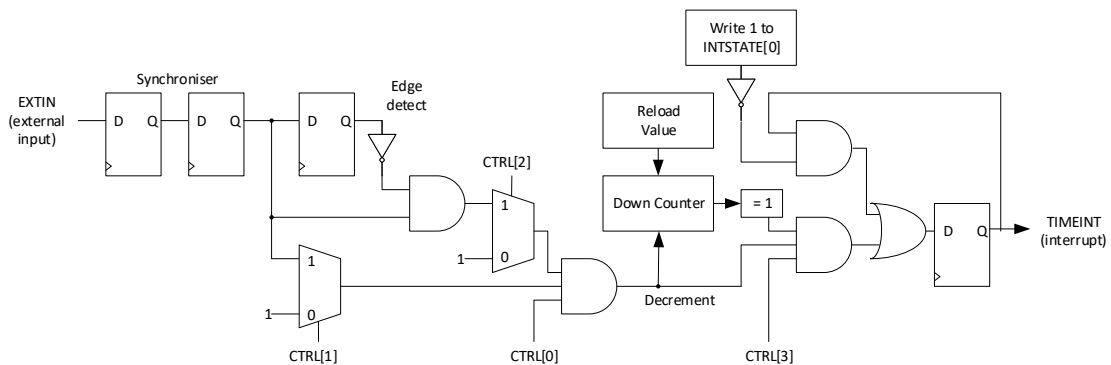 Write 1 to
INTSTATE[0]
Synchroniser
Edge
detect
EXTIN
(external
input)
D Q
D Q
D Q
Reload
Value
CTRL[2]
1
0
1
Down Counter
= 1
D Q
TIMEINT
(interrupt)
1
0
1
Decrement
CTRL[1]
CTRL[0]
CTRL[3]